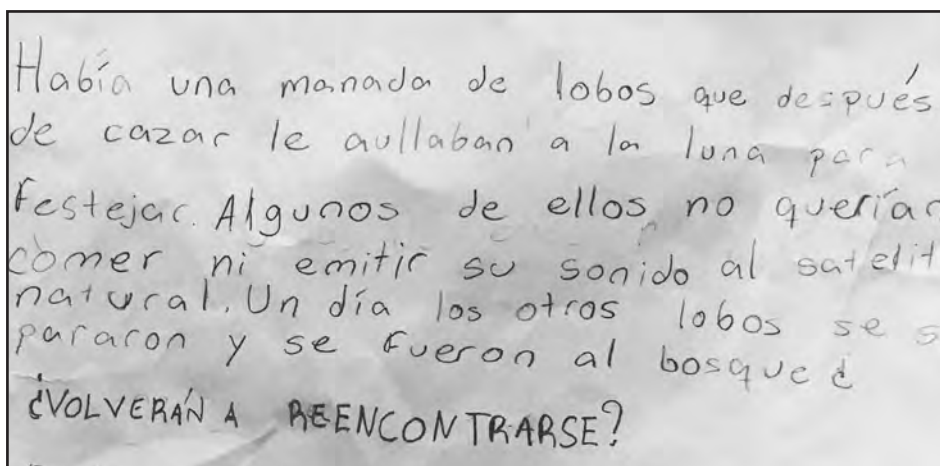 Había una manada de lobos que después
de cazar le aullaban a la luna para
festejar. Algunos de ellos no querían
comer ni emitir su sonido al satelit
natural. Un día los otros lobos se s
pararon y se fueron al bosque ¿
¿VOLVERÁN A REENCONTRARSE?